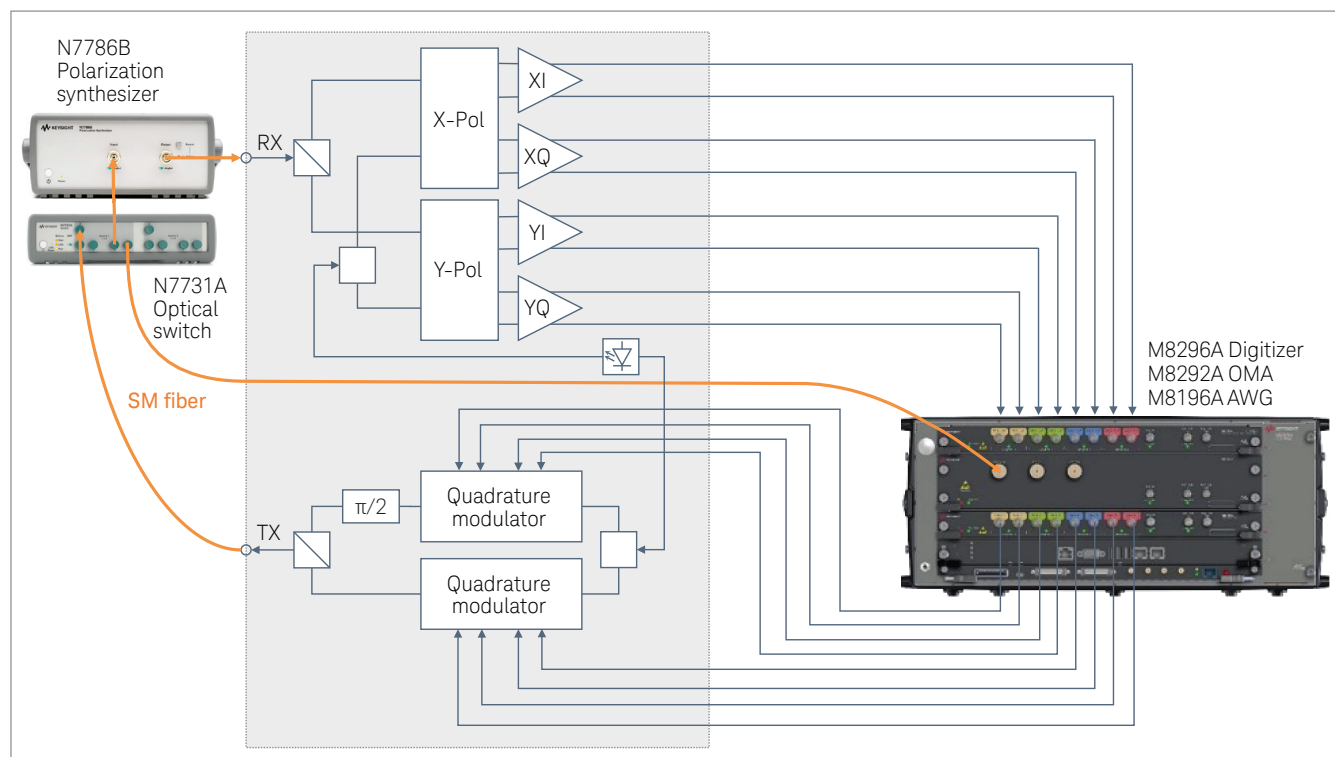 N7786B
Polarization
synthesizer
KEYSIGHT
N7731A
Optical
switch
SM fiber
RX
TX
X-Pol
Y-Pol
XI
XQ
YI
YQ
π/2
Quadrature
modulator
Quadrature
modulator
M8296A Digitizer
M8292A OMA
M8196A AWG